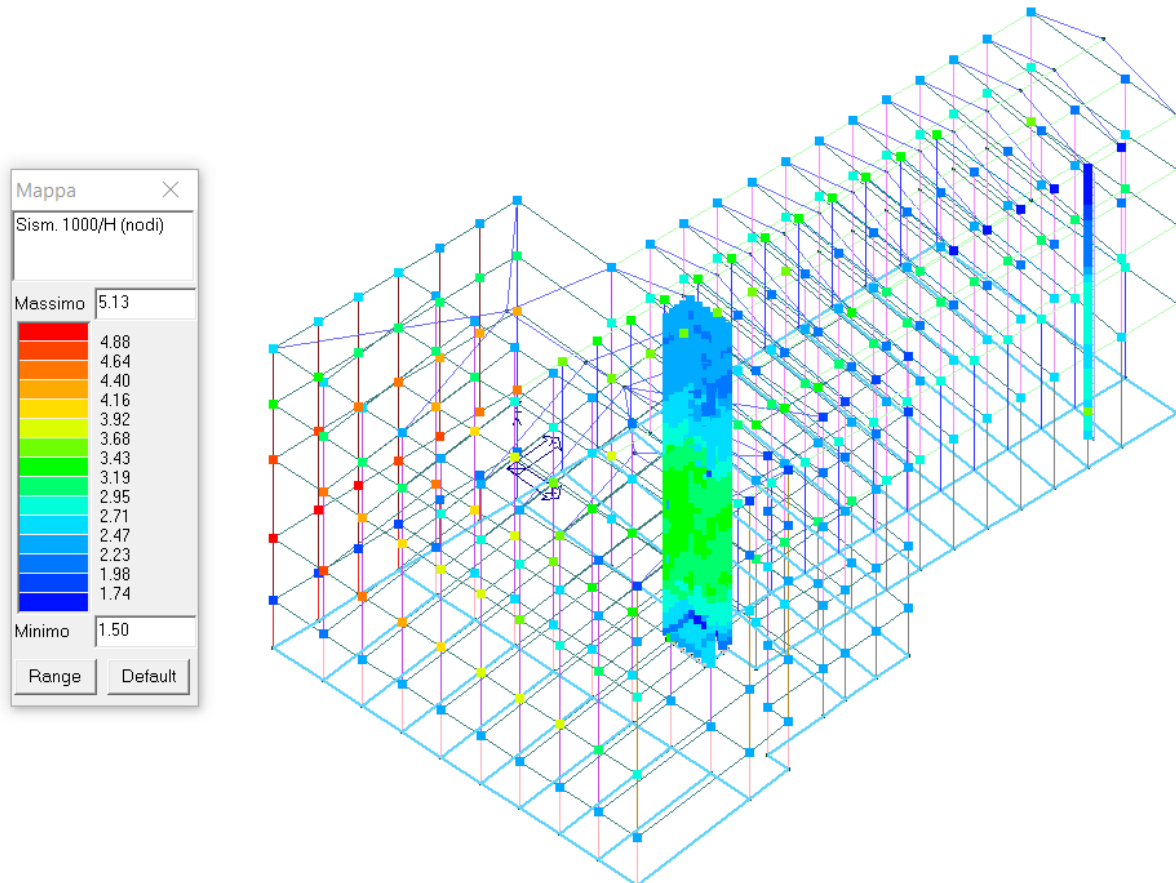 Mappa
Sism. 1000/H (nodi)
Massimo 5.13
4.88
4.64
4.40
4.16
3.92
3.68
3.43
3.19
2.95
2.71
2.47
2.23
1.98
1.74
Minimo 1.50
Range Default